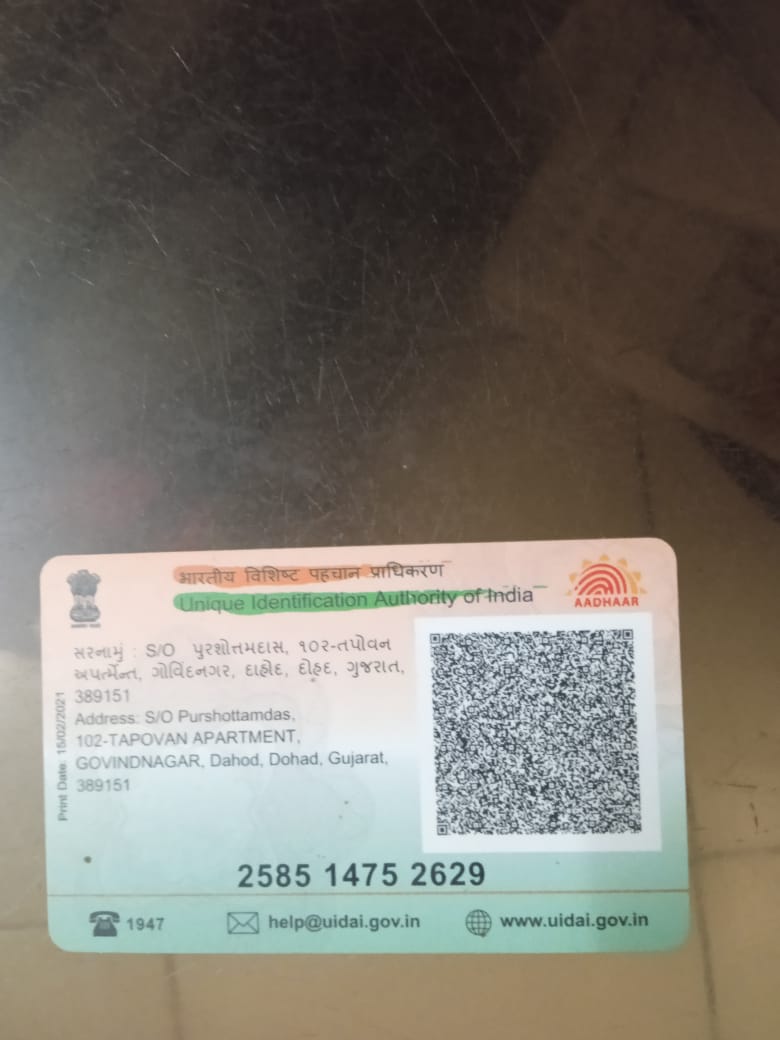 भारतीय विशिष्ट पहचान प्राधिकरण
Unique Identification Authority of India
AADHAAR
સરનામું : S/O પુરશોત્તમદાસ, ૧૦૨-તપોવન
અપર્ત્મેન્ત, ગોવિંદનગર, દાહોદ, દોહદ, ગુજરાત,
389151
Address: S/O Purshottamdas,
102-TAPOVAN APARTMENT,
GOVINDNAGAR, Dahod, Dohad, Gujarat,
389151
Print Date: 15/02/2021
2585 1475 2629
1947
help@uidai.gov.in
www.uidai.gov.in